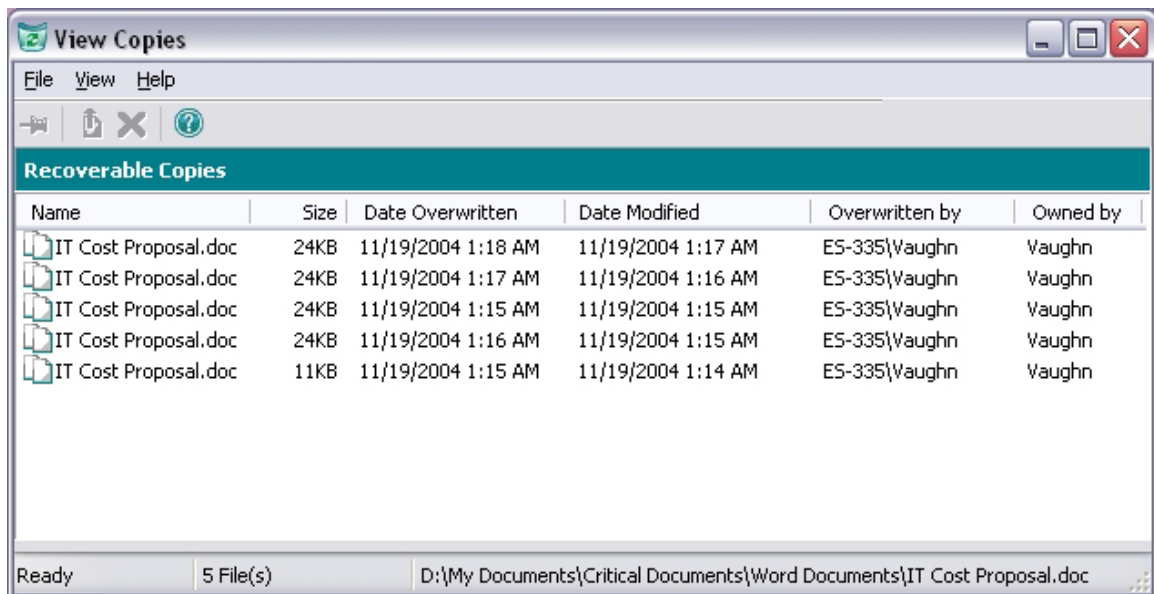 View Copies
File View Help
Recoverable Copies
Name Size Date Overwritten Date Modified Overwritten by Owned by
IT Cost Proposal.doc 24KB 11/19/2004 1:18 AM 11/19/2004 1:17 AM ES-335\Vaughn Vaughn
IT Cost Proposal.doc 24KB 11/19/2004 1:17 AM 11/19/2004 1:16 AM ES-335\Vaughn Vaughn
IT Cost Proposal.doc 24KB 11/19/2004 1:15 AM 11/19/2004 1:15 AM ES-335\Vaughn Vaughn
IT Cost Proposal.doc 24KB 11/19/2004 1:16 AM 11/19/2004 1:15 AM ES-335\Vaughn Vaughn
IT Cost Proposal.doc 11KB 11/19/2004 1:15 AM 11/19/2004 1:14 AM ES-335\Vaughn Vaughn
Ready 5 File(s) D:\My Documents\Critical Documents\Word Documents\IT Cost Proposal.doc